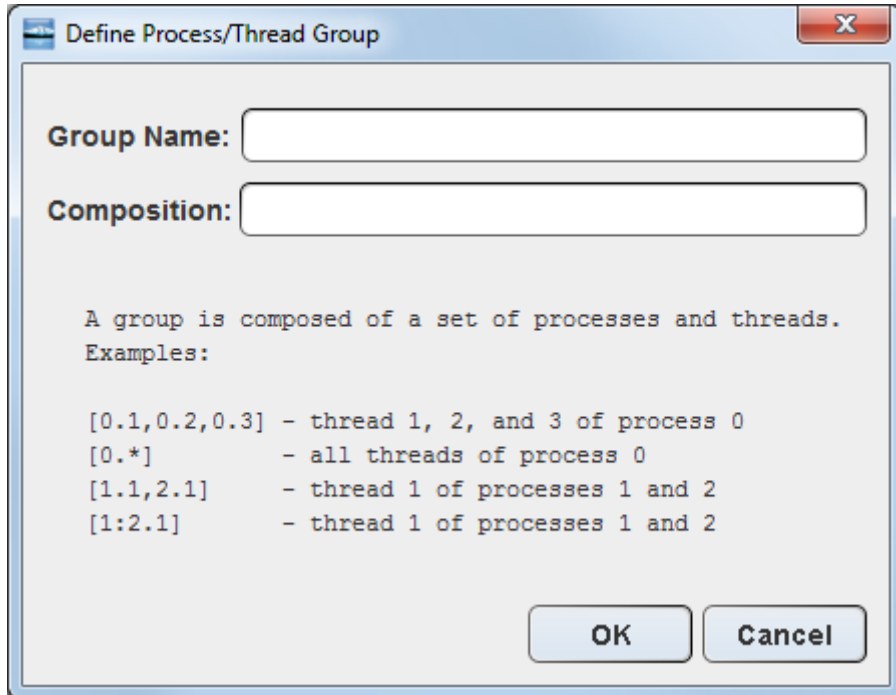 Define Process/Thread Group
Group Name:
Composition:
A group is composed of a set of processes and threads.
Examples:
[0.1,0.2,0.3] - thread 1, 2, and 3 of process 0
[0.*] - all threads of process 0
[1.1,2.1] - thread 1 of processes 1 and 2
[1:2.1] - thread 1 of processes 1 and 2
OK Cancel